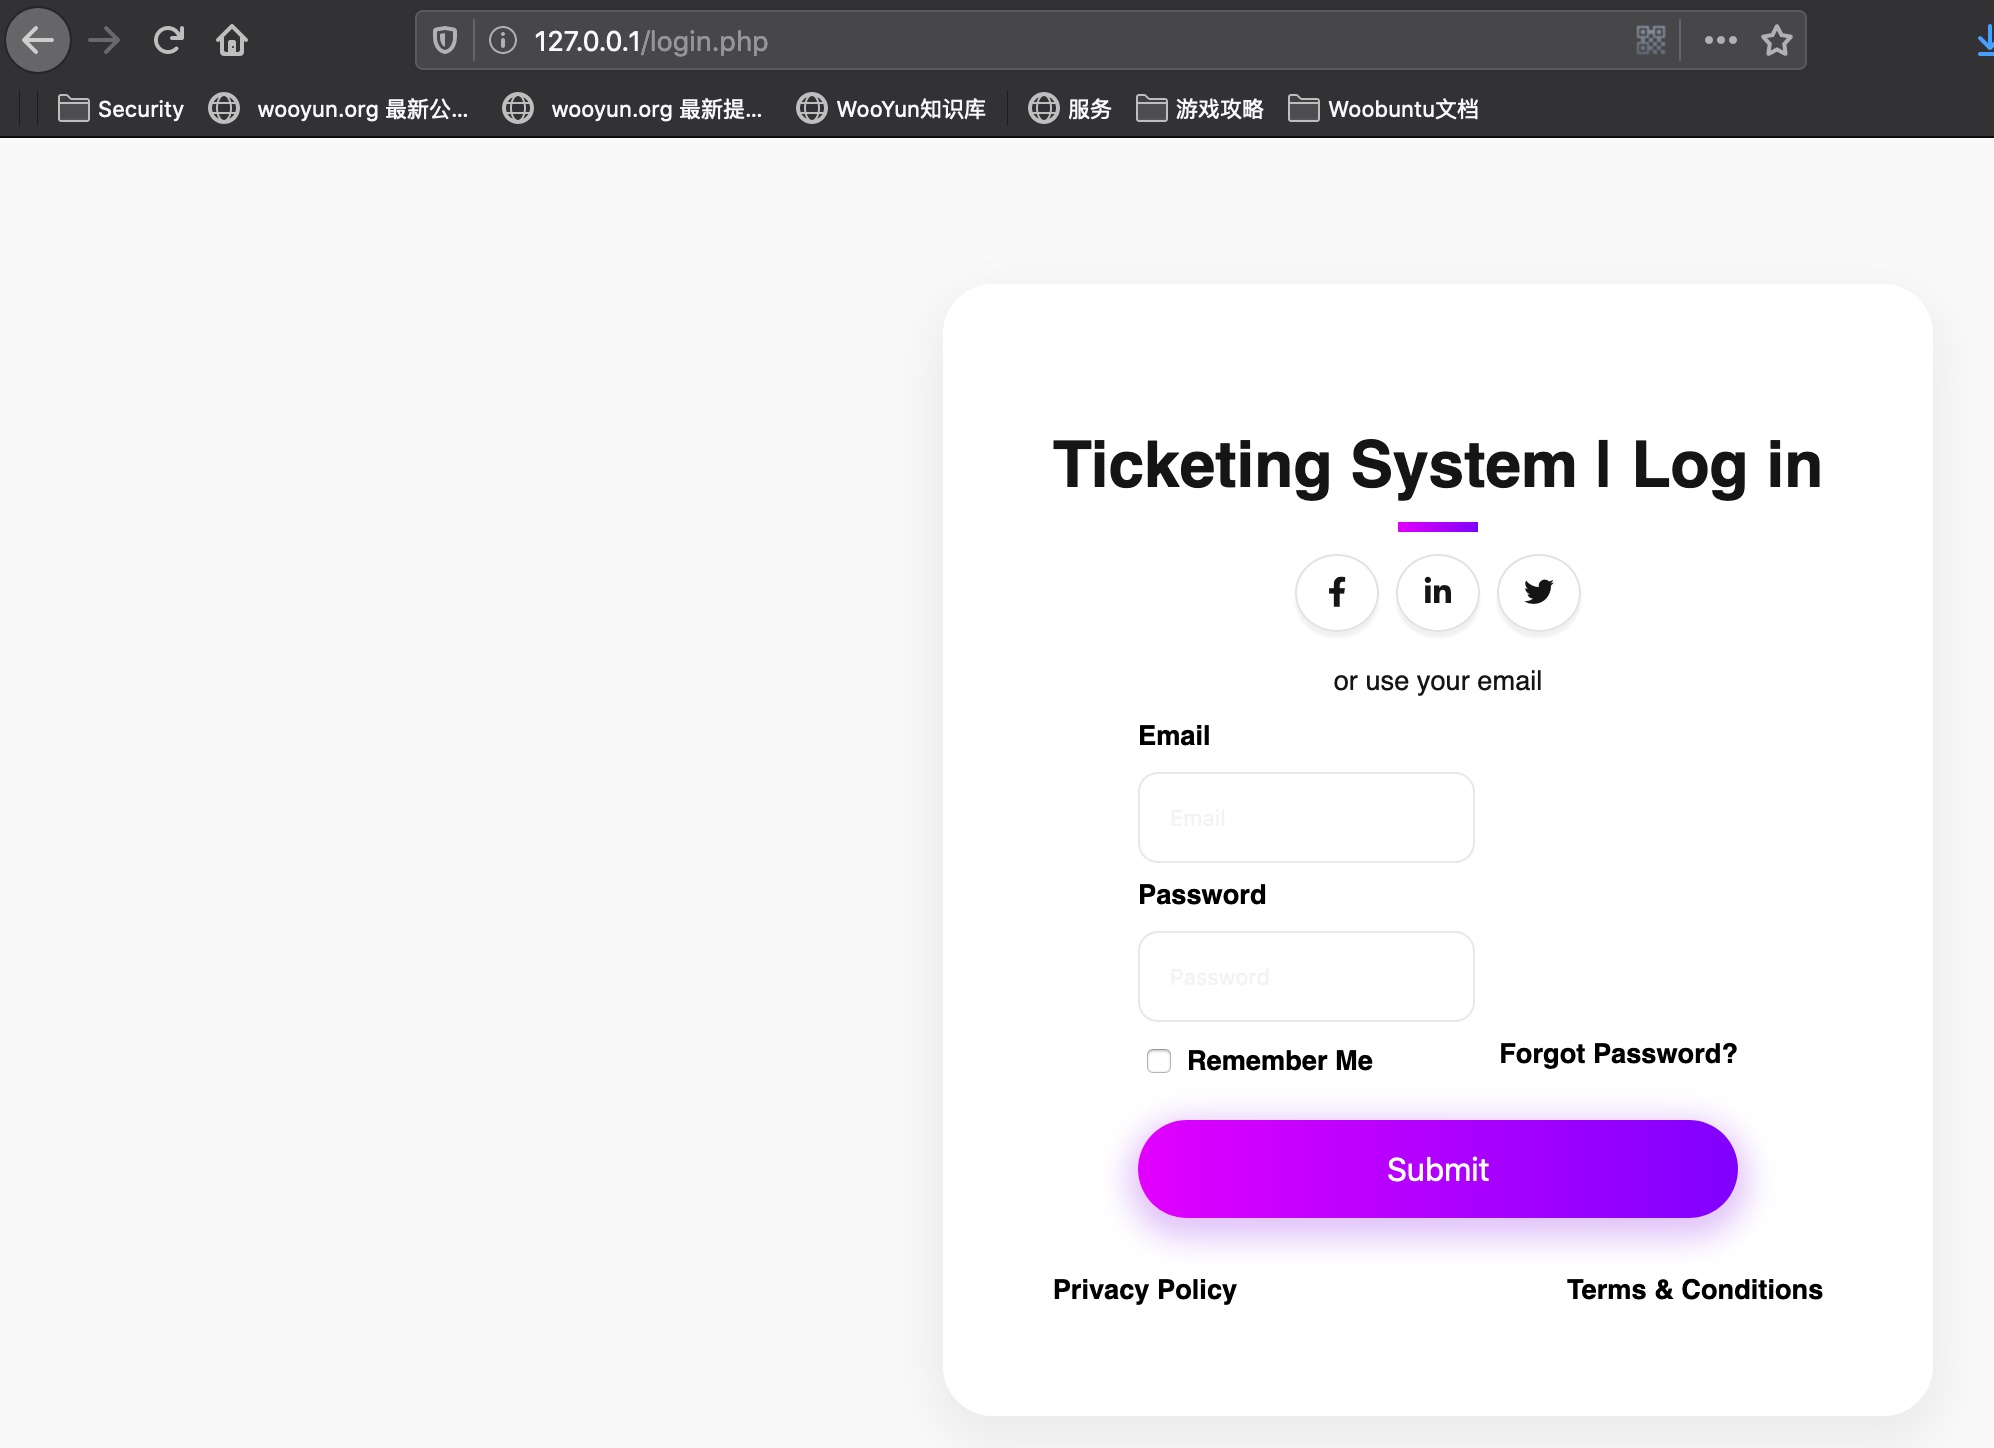 127.0.0.1/login.php
Security wooyun.org 最新公... wooyun.org 最新提... WooYun知识库 服务 游戏攻略 Woobuntu文档
Ticketing System | Log in
or use your email
Email
Email
Password
Password
Remember Me Forgot Password?
Submit
Privacy Policy Terms & Conditions